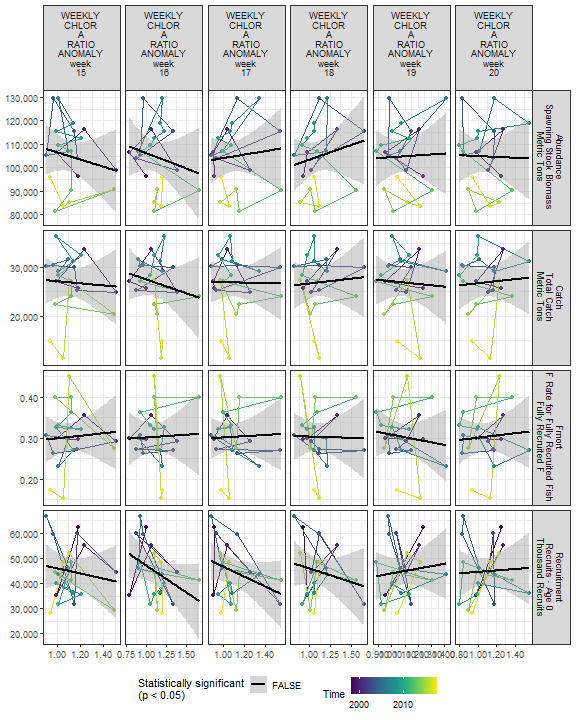 WEEKLY WEEKLY WEEKLY WEEKLY WEEKLY WEEKLY
CHLOR CHLOR CHLOR CHLOR CHLOR CHLOR
A A A A A A
RATIO RATIO RATIO RATIO RATIO RATIO
ANOMALY ANOMALY ANOMALY ANOMALY ANOMALY ANOMALY
week week week week week week
15 16 17 18 19 20
130,000
120,000
110,000
100,000
90,000
80,000
Abundance
Spawning Stock Biomass
Metric Tons
30,000
20,000
Catch
Total Catch
Metric Tons
0.40
0.30
0.20
Fmort
F Rate for Fully Recruited Fish
Fully Recruited F
60,000
50,000
40,000
30,000
20,000
Recruitment
Recruits - Age 0
Thousand Recruits
1.00 1.20 1.40 0.75 1.00 1.25 1.50 1.00 1.20 1.40 0.80 1.00 1.20 1.40 0.80 1.00 1.20 1.40
Statistically significant
(p < 0.05)
FALSE
Time
2000 2010